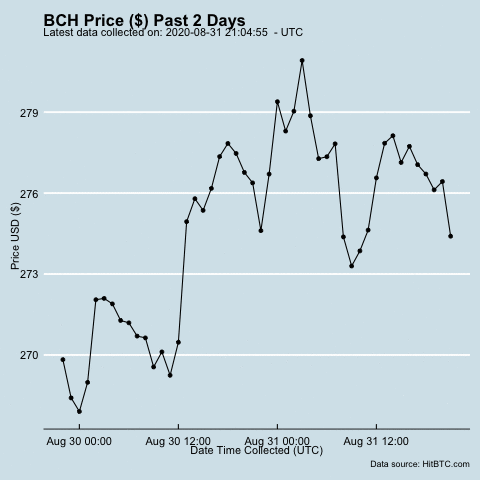 BCH Price ($) Past 2 Days
Latest data collected on: 2020-08-31 21:04:55 - UTC
279
276
273
270
Price USD ($)
Aug 30 00:00 Aug 30 12:00 Aug 31 00:00 Aug 31 12:00
Date Time Collected (UTC)
Data source: HitBTC.com